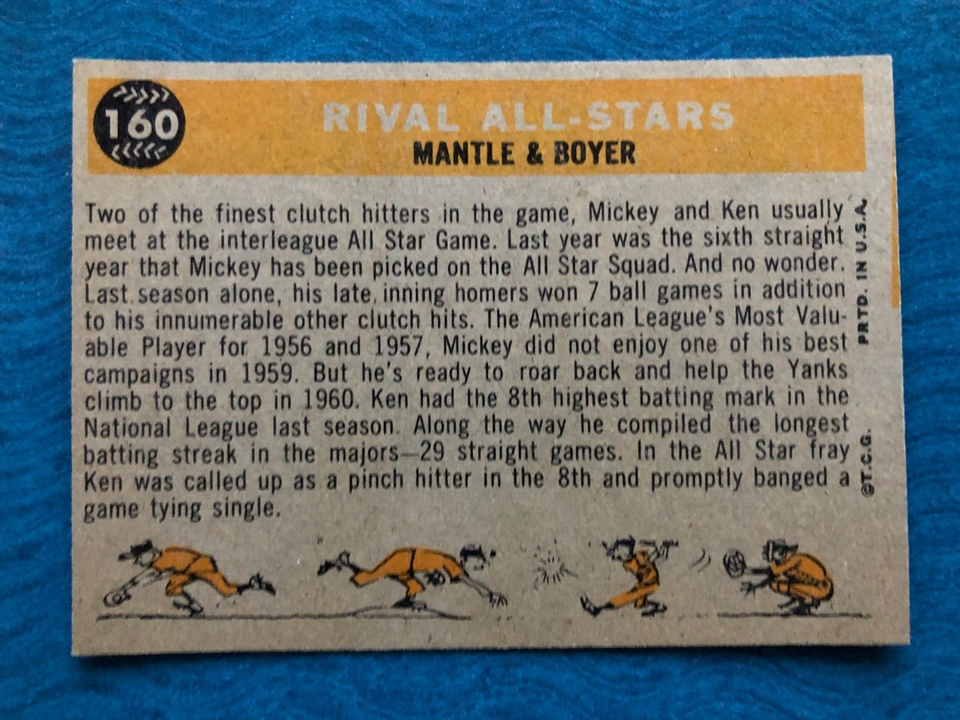 160
RIVAL ALL-STARS
MANTLE & BOYER
Two of the finest clutch hitters in the game, Mickey and Ken usually
meet at the interleague All Star Game. Last year was the sixth straight
year that Mickey has been picked on the All Star Squad. And no wonder.
Last season alone, his late inning homers won 7 ball games in addition
to his innumerable other clutch hits. The American League's Most Valu-
able Player for 1956 and 1957, Mickey did not enjoy one of his best
campaigns in 1959. But he's ready to roar back and help the Yanks
climb to the top in 1960. Ken had the 8th highest batting mark in the
National League last season. Along the way he compiled the longest
batting streak in the majors—29 straight games. In the All Star fray
Ken was called up as a pinch hitter in the 8th and promptly banged a
game tying single.
©T.C.G. PRTD. IN U.S.A.